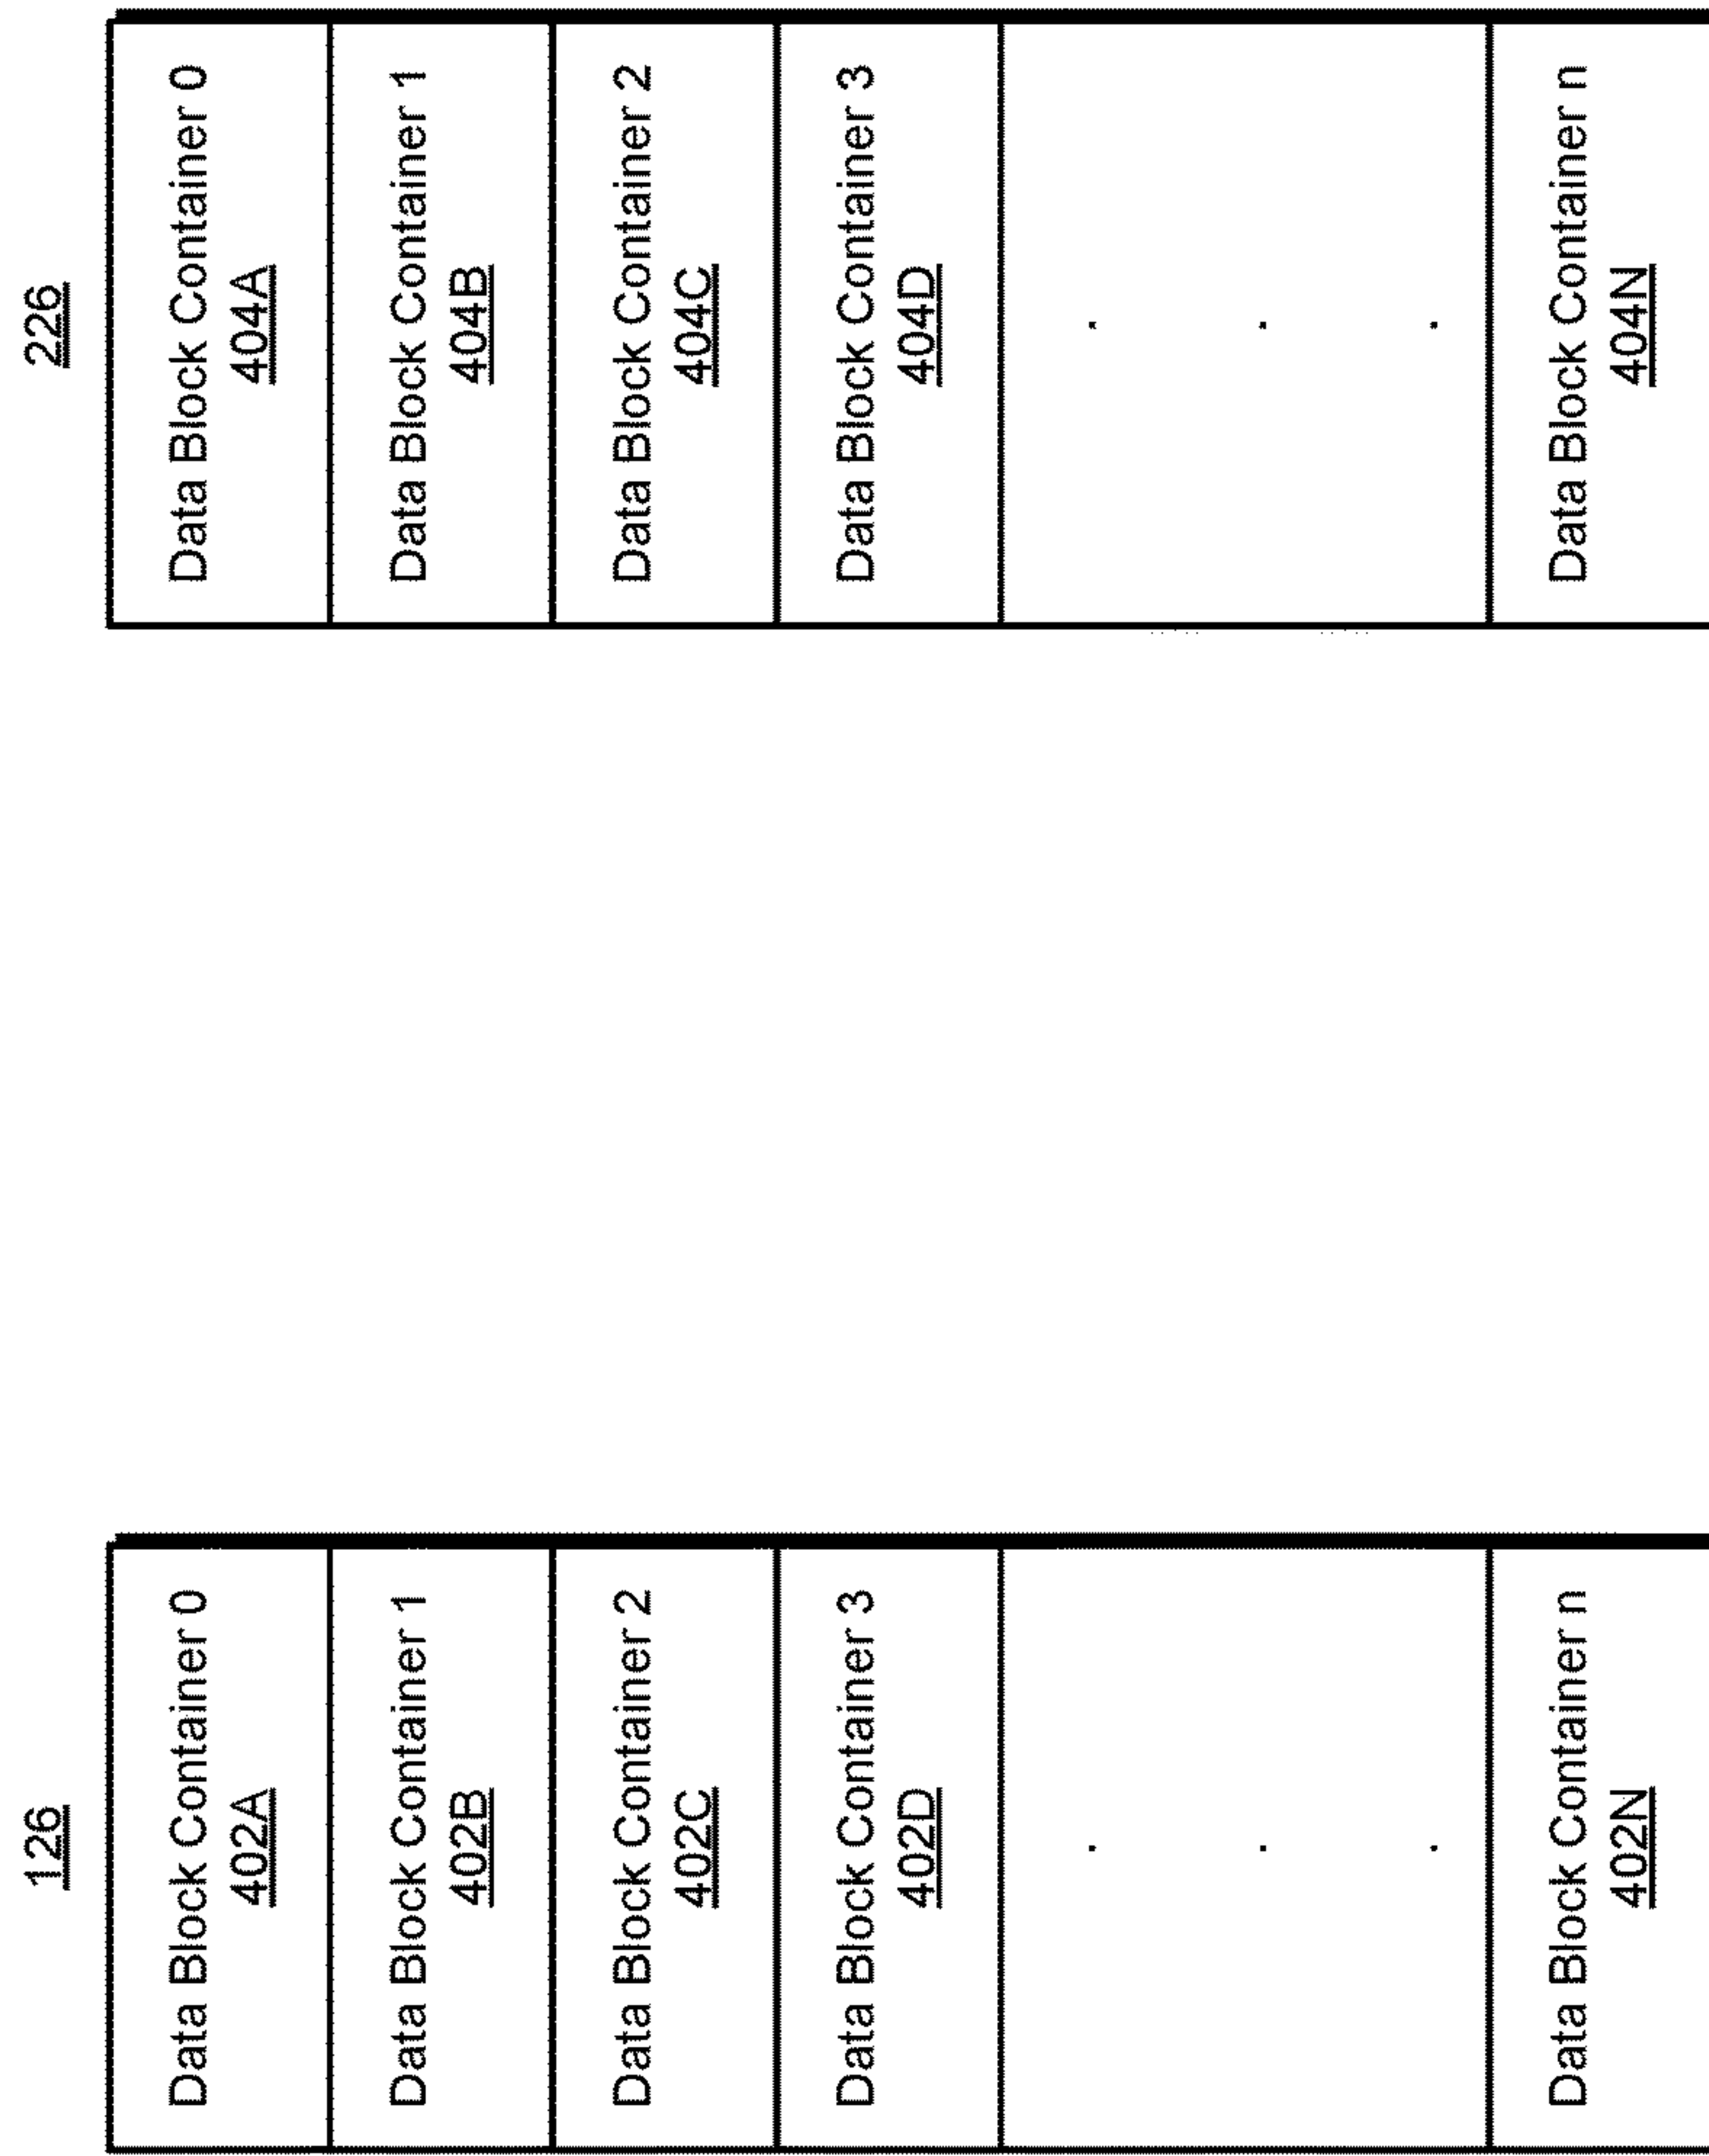 126
Data Block Container 0
402A
Data Block Container 1
402B
Data Block Container 2
402C
Data Block Container 3
402D
.
.
.
Data Block Container n
402N
226
Data Block Container 0
404A
Data Block Container 1
404B
Data Block Container 2
404C
Data Block Container 3
404D
.
.
.
Data Block Container n
404N